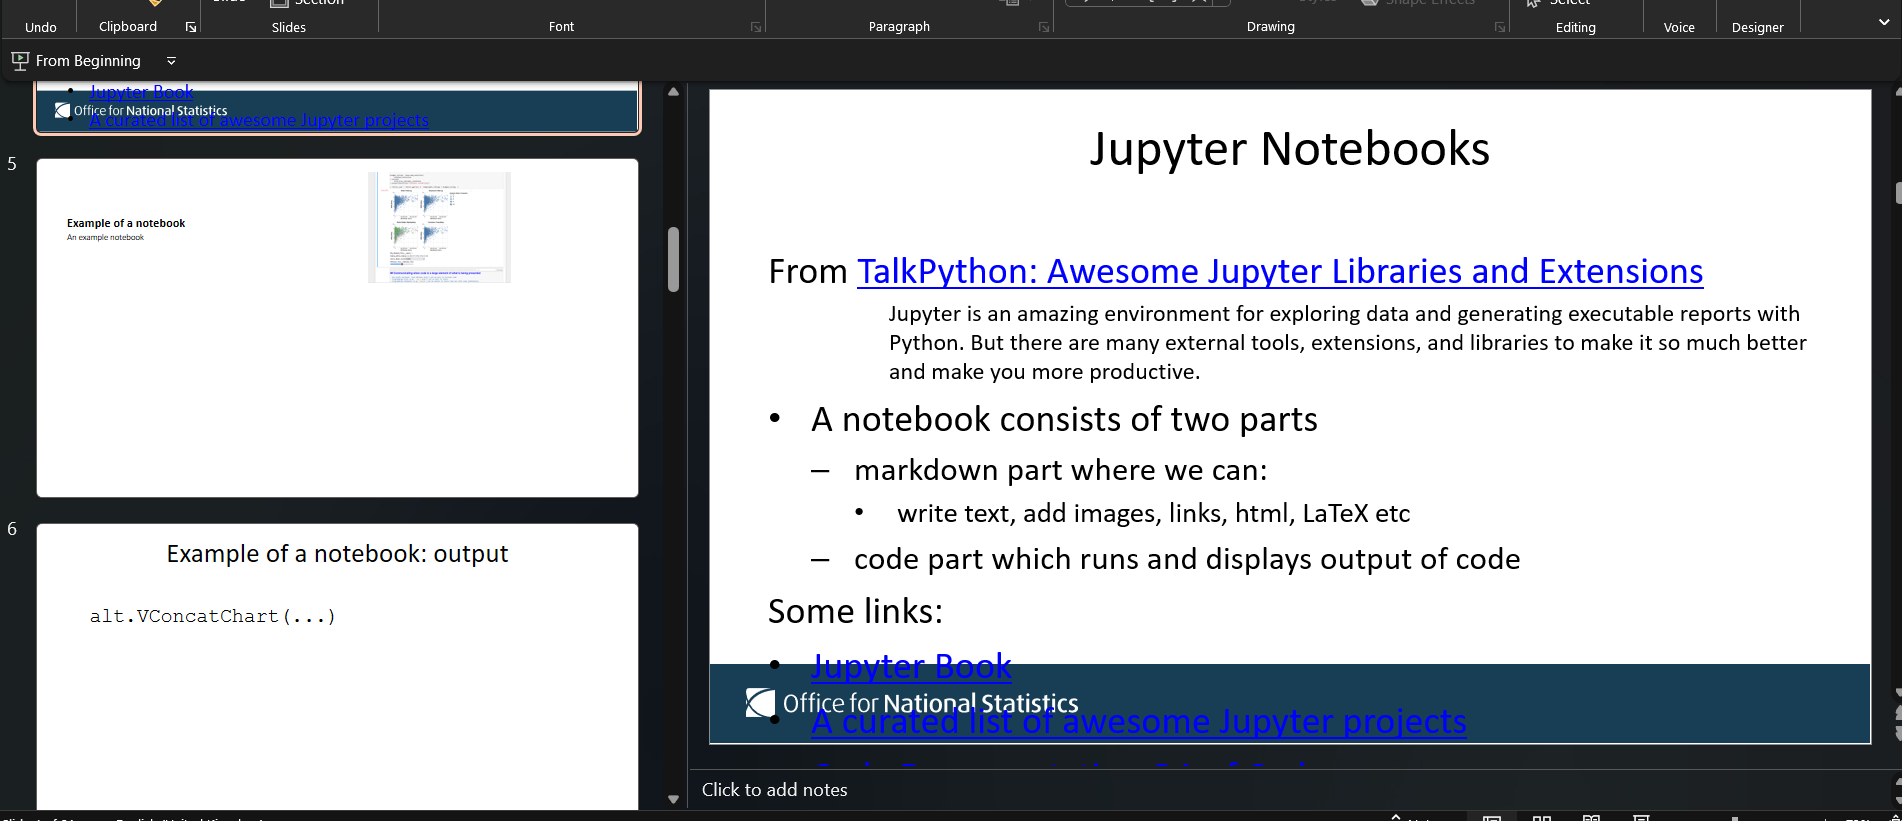 Section
Select
Undo
Clipboard
Slides
Font
Paragraph
Drawing
Editing
Voice
Designer
From Beginning
Jupyter Book
Office for National Statistics
A curated list of awesome Jupyter projects
5
Example of a notebook
An example notebook
6
Example of a notebook: output
alt.VConcatChart(...)
Jupyter Notebooks
From TalkPython: Awesome Jupyter Libraries and Extensions
Jupyter is an amazing environment for exploring data and generating executable reports with
Python. But there are many external tools, extensions, and libraries to make it so much better
and make you more productive.
• A notebook consists of two parts
– markdown part where we can:
• write text, add images, links, html, LaTeX etc
– code part which runs and displays output of code
Some links:
• Jupyter Book
Office for National Statistics
• A curated list of awesome Jupyter projects
Click to add notes